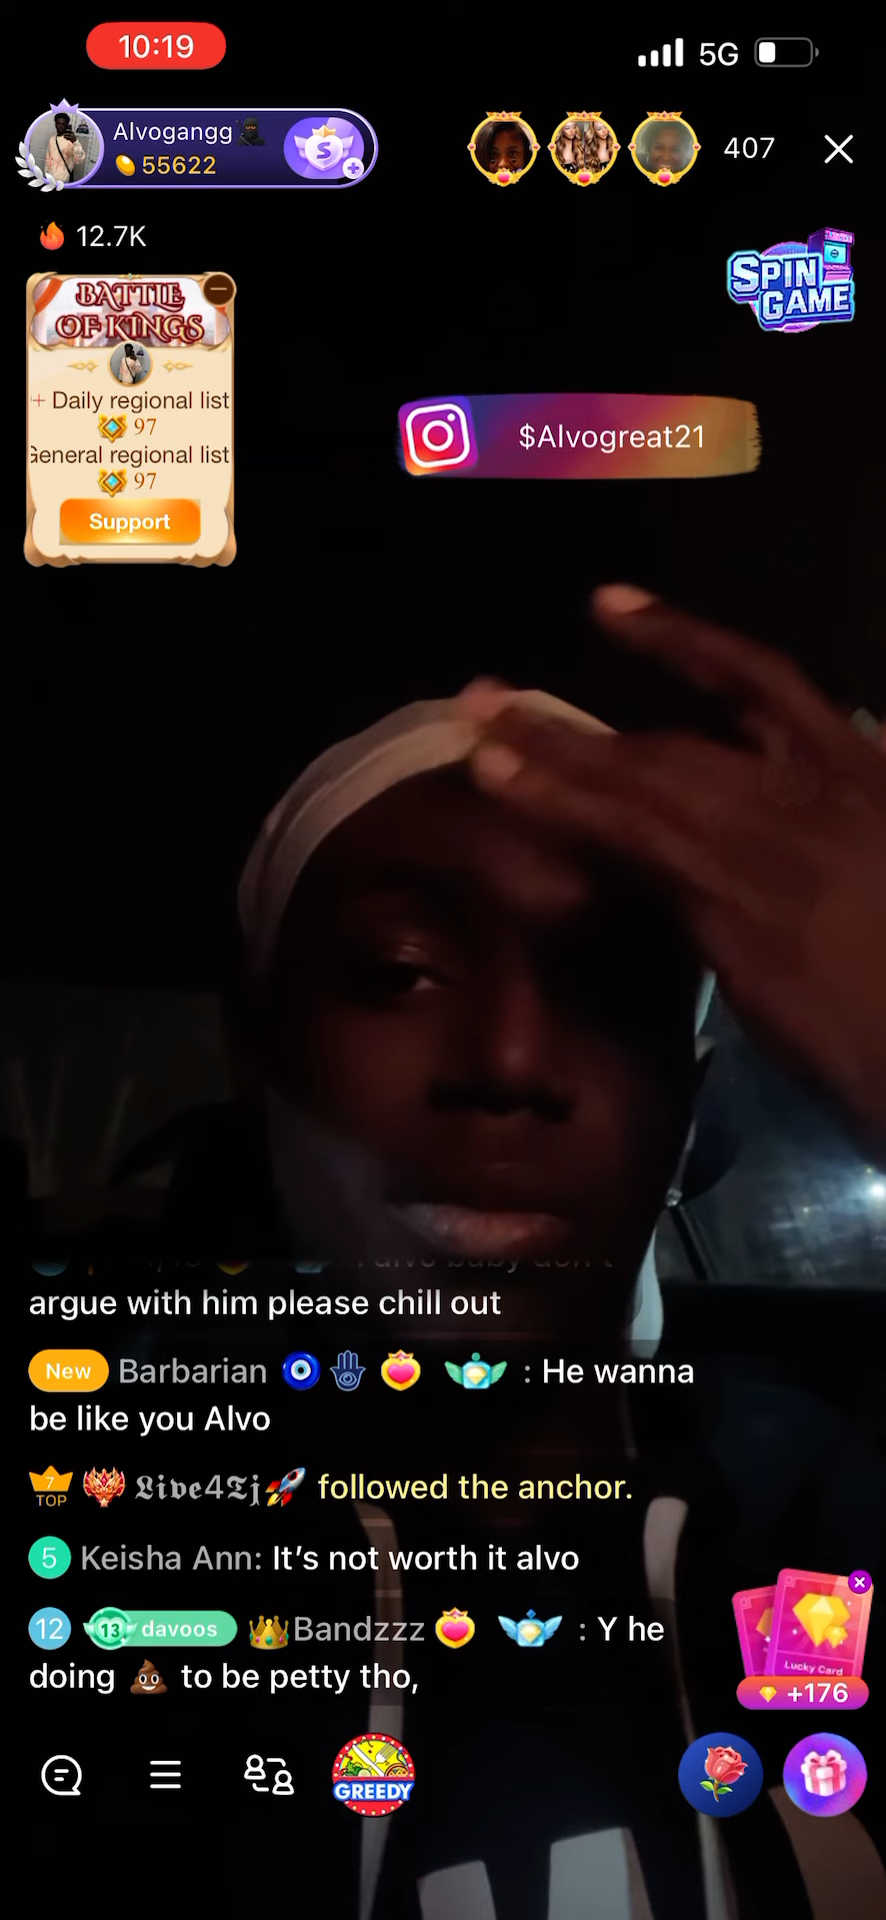 10:19
5G
Alvogangg
55622
S
407
12.7K
SPIN
GAME
BATTLE
OF KINGS
$Alvogreat21
Daily regional list
97
General regional list
97
Support
argue with him please chill out
New Barbarian : He wanna
be like you Alvo
7
TOP
𝕷𝖎𝖛𝖊4𝕿𝖏 followed the anchor.
5 Keisha Ann: It's not worth it alvo
12 13 davoos Bandzzz : Y he
doing 💩 to be petty tho,
Lucky Card
+176
GREEDY